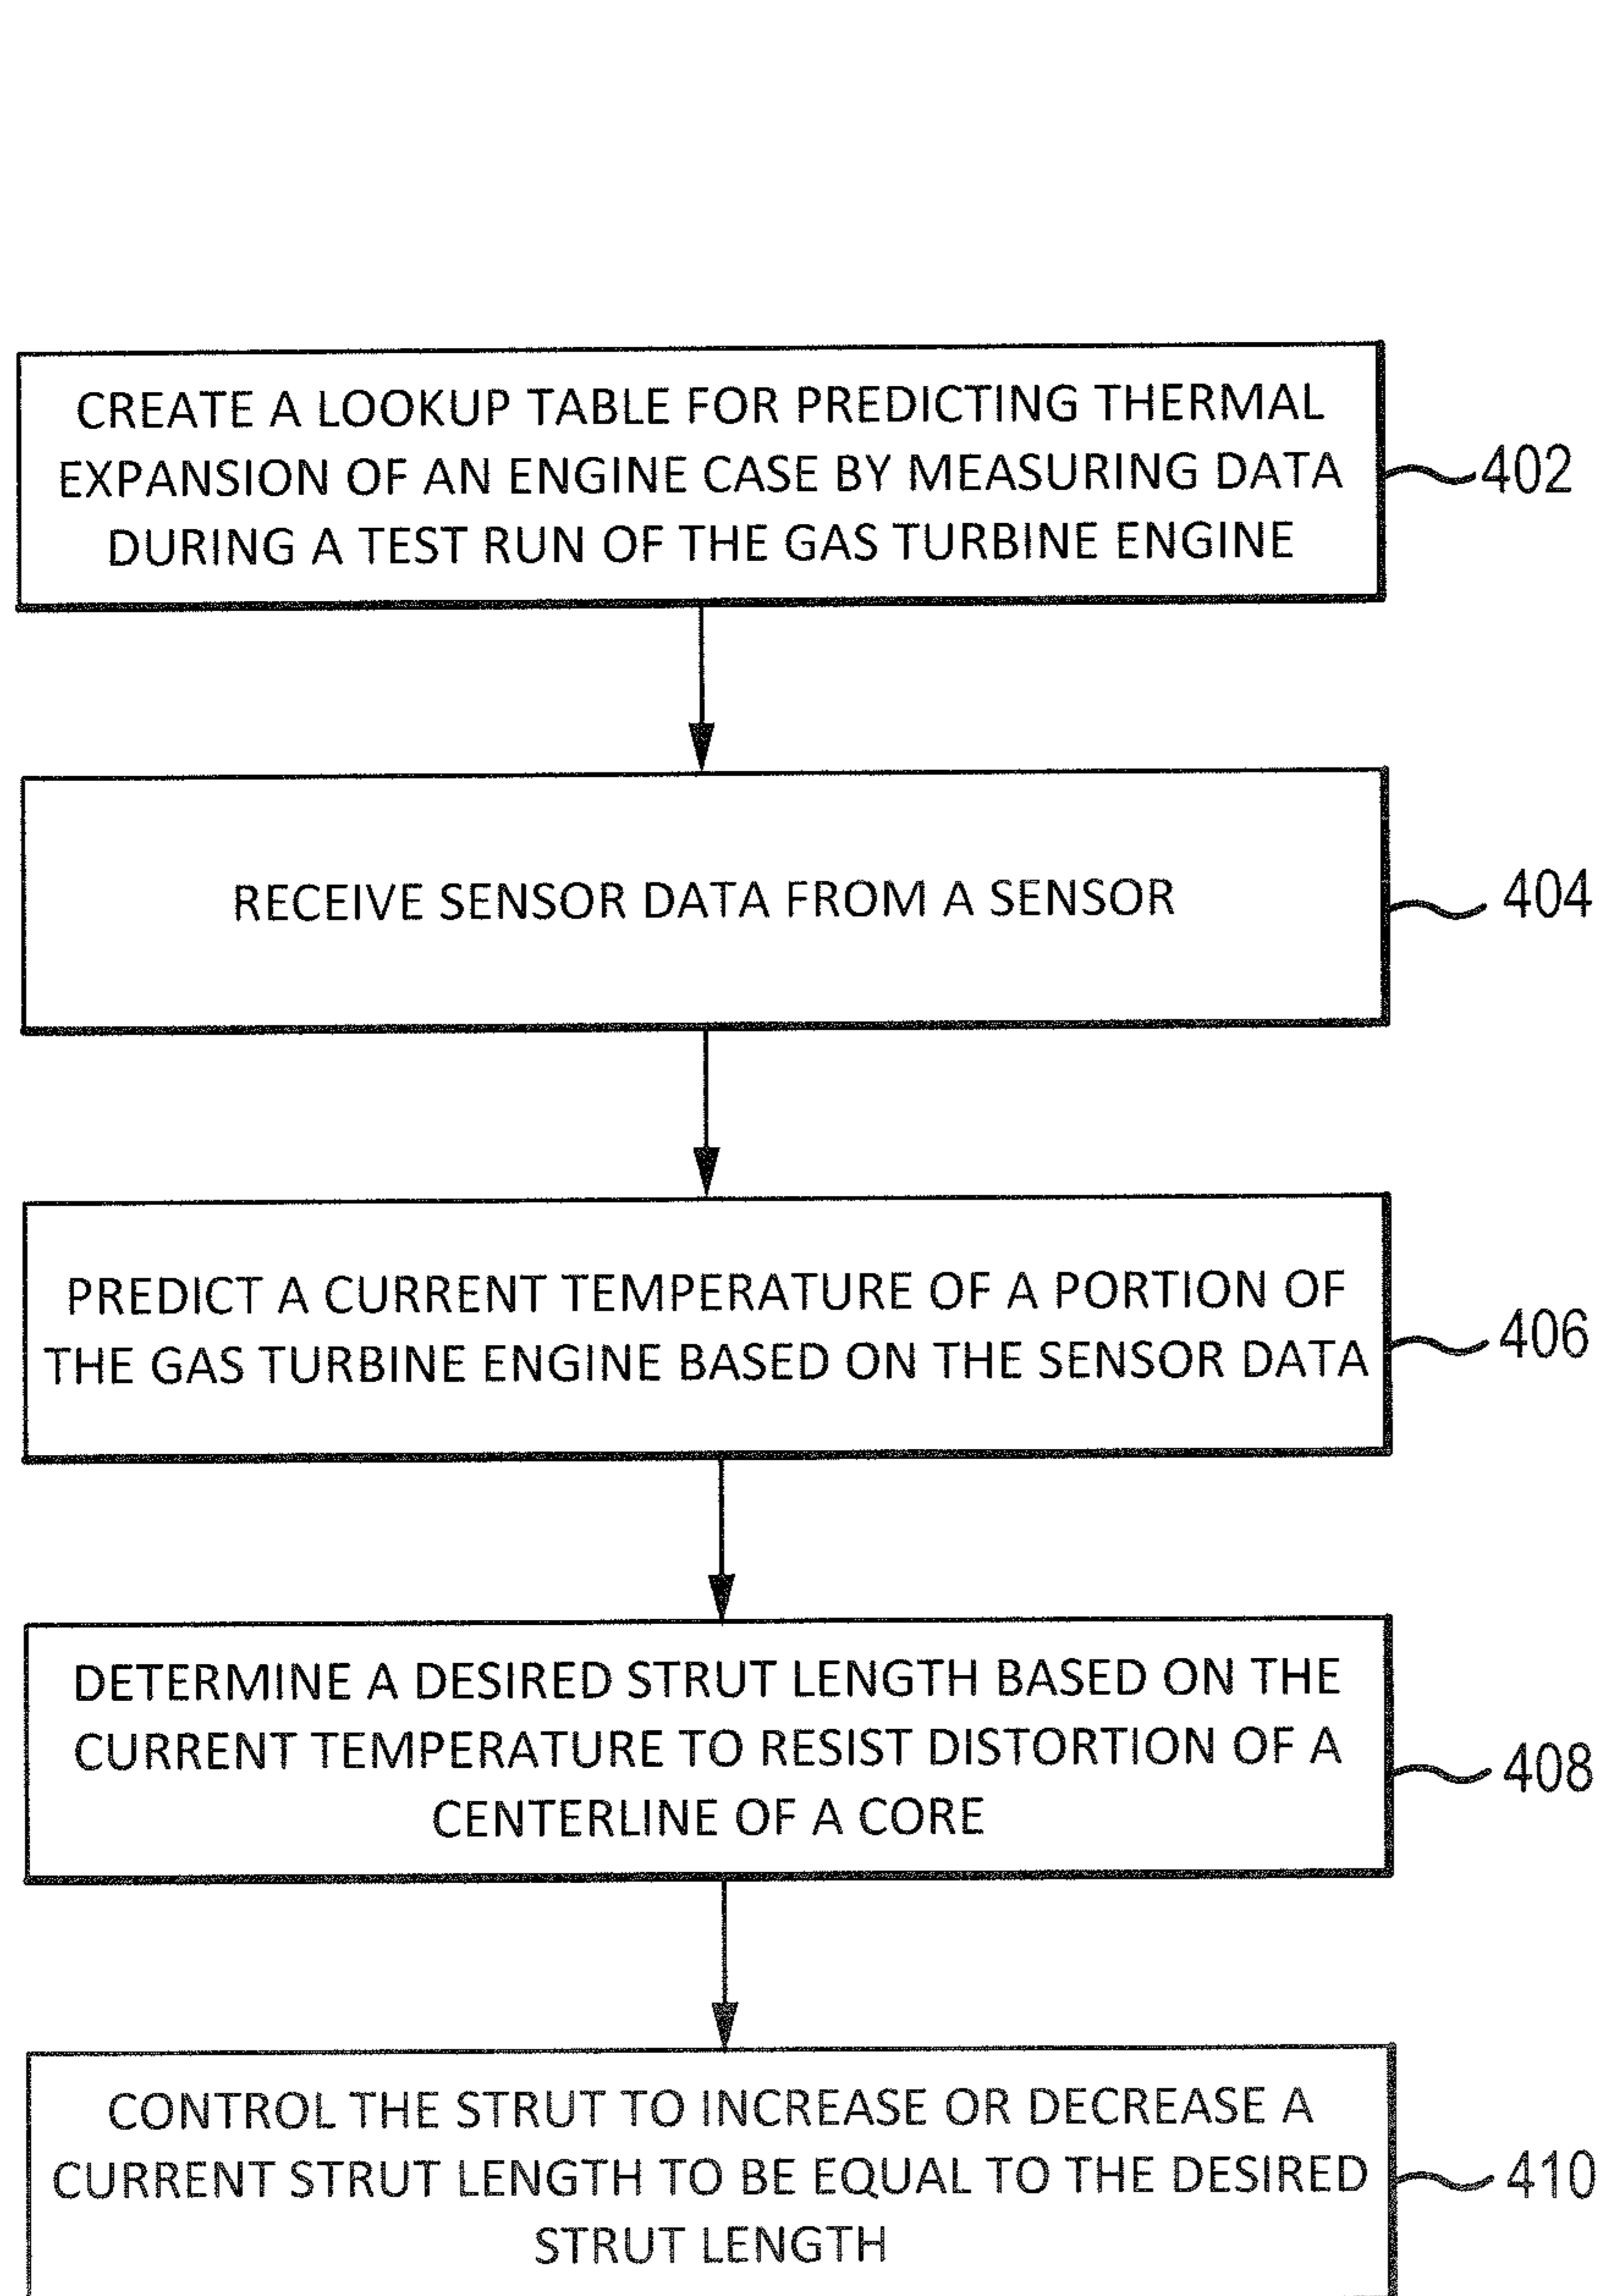 CREATE A LOOKUP TABLE FOR PREDICTING THERMAL
EXPANSION OF AN ENGINE CASE BY MEASURING DATA
DURING A TEST RUN OF THE GAS TURBINE ENGINE
402
RECEIVE SENSOR DATA FROM A SENSOR
404
PREDICT A CURRENT TEMPERATURE OF A PORTION OF
THE GAS TURBINE ENGINE BASED ON THE SENSOR DATA
406
DETERMINE A DESIRED STRUT LENGTH BASED ON THE
CURRENT TEMPERATURE TO RESIST DISTORTION OF A
CENTERLINE OF A CORE
408
CONTROL THE STRUT TO INCREASE OR DECREASE A
CURRENT STRUT LENGTH TO BE EQUAL TO THE DESIRED
STRUT LENGTH
410